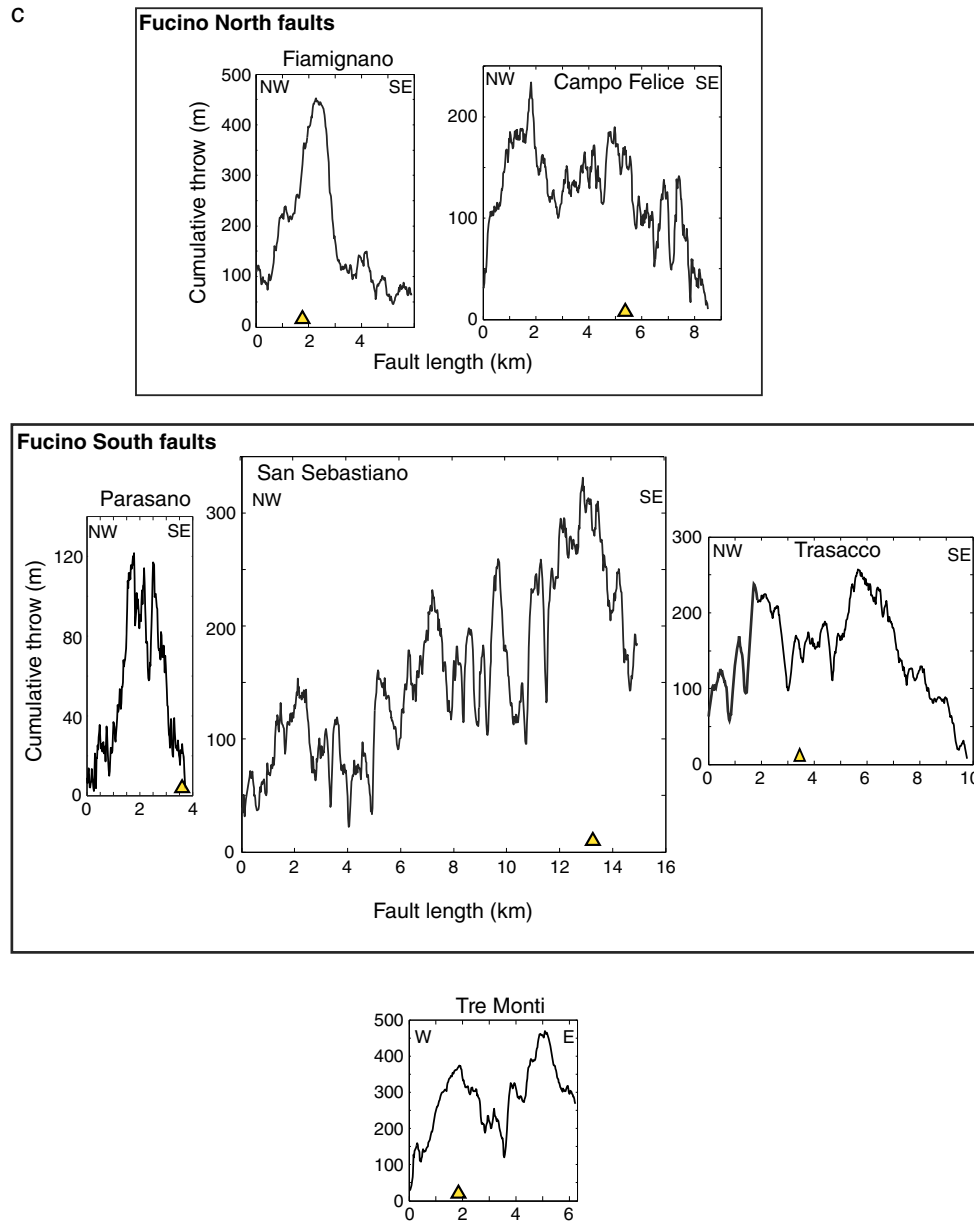 c
Fucino North faults
Fiamignano
NW SE
500
400
300
200
100
0
0 2 4
Cumulative throw (m)
NW Campo Felice SE
200
100
0
0 2 4 6 8
Fault length (km)
Fucino South faults
Parasano
NW SE
120
80
40
0
0 2 4
Cumulative throw (m)
San Sebastiano
NW SE
300
200
100
0
0 2 4 6 8 10 12 14 16
Fault length (km)
300
NW Trasacco SE
200
100
0
0 2 4 6 8 10
Tre Monti
500
W E
400
300
200
100
0
0 2 4 6